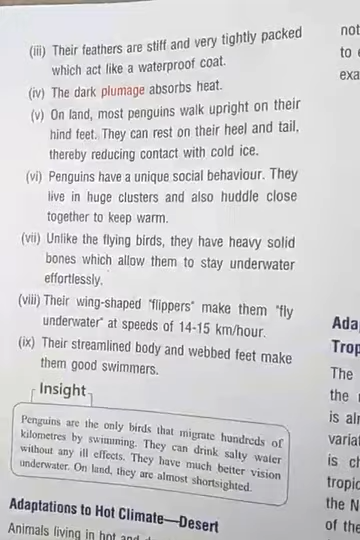 (iii) Their feathers are stiff and very tightly packed
which act like a waterproof coat.
(iv) The dark plumage absorbs heat.
(v) On land, most penguins walk upright on their
hind feet. They can rest on their heel and tail,
thereby reducing contact with cold ice.
(vi) Penguins have a unique social behaviour. They
live in huge clusters and also huddle close
together to keep warm.
(vii) Unlike the flying birds, they have heavy solid
bones which allow them to stay underwater
effortlessly.
(viii) Their wing-shaped "flippers" make them "fly
underwater" at speeds of 14-15 km/hour.
(ix) Their streamlined body and webbed feet make
them good swimmers.
Insight
Penguins are the only birds that migrate hundreds of
kilometres by swimming. They can drink salty water
without any ill effects. They have much better vision
underwater. On land, they are almost shortsighted.
Adaptations to Hot Climate—Desert
Animals living in hot and
not
to
exa
Ada
Trop
The
the
is
varia
is
tropic
the N
of the